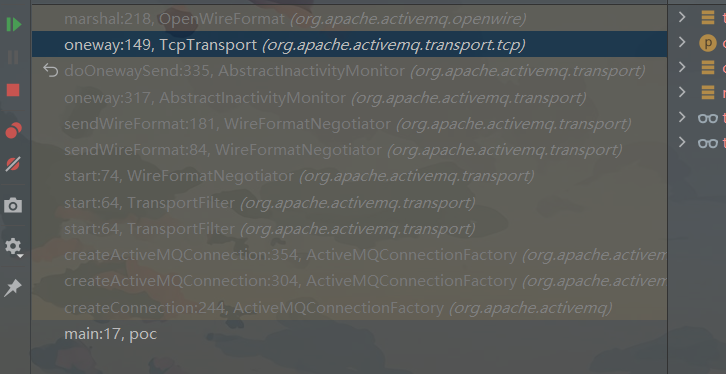 marshal:218, OpenWireFormat (org.apache.activemq.openwire)
oneway:149, TcpTransport (org.apache.activemq.transport.tcp)
doOnewaySend:335, AbstractInactivityMonitor (org.apache.activemq.transport)
oneway:317, AbstractInactivityMonitor (org.apache.activemq.transport)
sendWireFormat:181, WireFormatNegotiator (org.apache.activemq.transport)
sendWireFormat:84, WireFormatNegotiator (org.apache.activemq.transport)
start:74, WireFormatNegotiator (org.apache.activemq.transport)
start:64, TransportFilter (org.apache.activemq.transport)
start:64, TransportFilter (org.apache.activemq.transport)
createActiveMQConnection:354, ActiveMQConnectionFactory (org.apache.activem
createActiveMQConnection:304, ActiveMQConnectionFactory (org.apache.activem
createConnection:244, ActiveMQConnectionFactory (org.apache.activemq)
main:17, poc